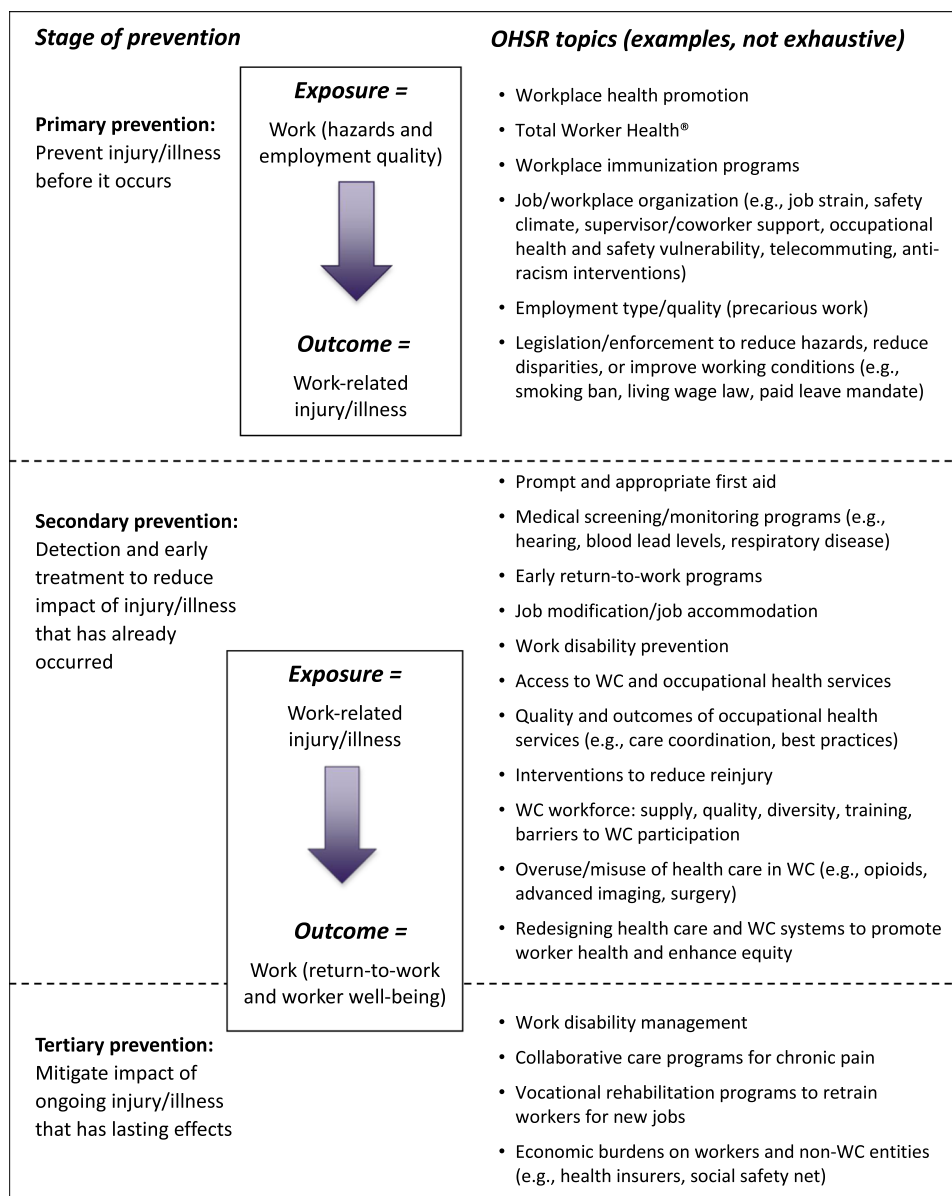 Stage of prevention
OHSR topics (examples, not exhaustive)
Primary prevention:
Prevent injury/illness
before it occurs
Exposure =
Work (hazards and
employment quality)
Outcome =
Work-related
injury/illness
• Workplace health promotion
• Total Worker Health®
• Workplace immunization programs
• Job/workplace organization (e.g., job strain, safety
climate, supervisor/coworker support, occupational
health and safety vulnerability, telecommuting, anti-
racism interventions)
• Employment type/quality (precarious work)
• Legislation/enforcement to reduce hazards, reduce
disparities, or improve working conditions (e.g.,
smoking ban, living wage law, paid leave mandate)
Secondary prevention:
Detection and early
treatment to reduce
impact of injury/illness
that has already
occurred
Exposure =
Work-related
injury/illness
Outcome =
Work (return-to-work
and worker well-being)
• Prompt and appropriate first aid
• Medical screening/monitoring programs (e.g.,
hearing, blood lead levels, respiratory disease)
• Early return-to-work programs
• Job modification/job accommodation
• Work disability prevention
• Access to WC and occupational health services
• Quality and outcomes of occupational health
services (e.g., care coordination, best practices)
• Interventions to reduce reinjury
• WC workforce: supply, quality, diversity, training,
barriers to WC participation
• Overuse/misuse of health care in WC (e.g., opioids,
advanced imaging, surgery)
• Redesigning health care and WC systems to promote
worker health and enhance equity
Tertiary prevention:
Mitigate impact of
ongoing injury/illness
that has lasting effects
• Work disability management
• Collaborative care programs for chronic pain
• Vocational rehabilitation programs to retrain
workers for new jobs
• Economic burdens on workers and non-WC entities
(e.g., health insurers, social safety net)